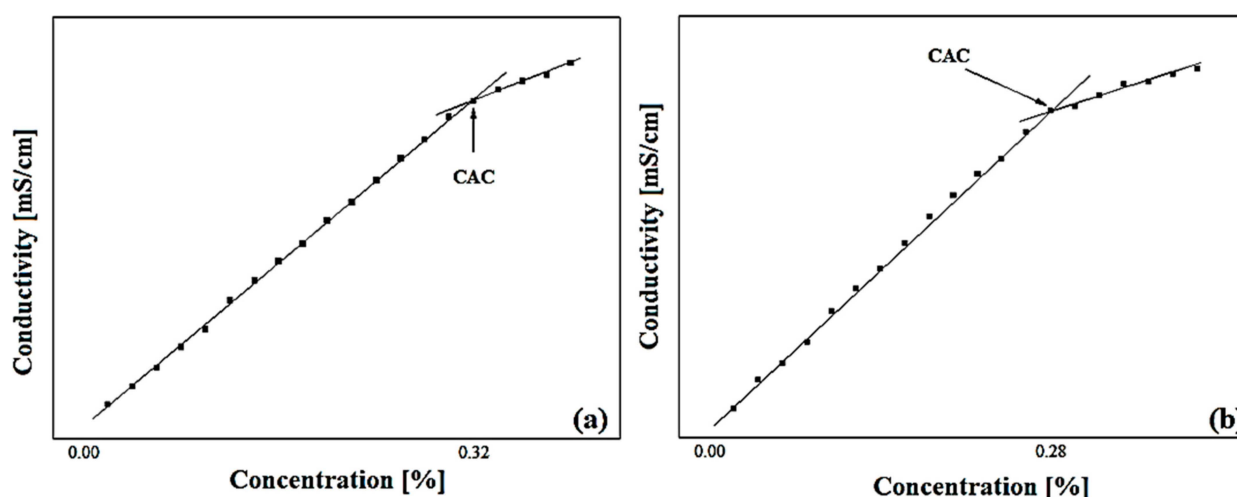 Conductivity [mS/cm]
CAC
(a)
0.00 0.32
Concentration [%]
Conductivity [mS/cm]
CAC
(b)
0.00 0.28
Concentration [%]